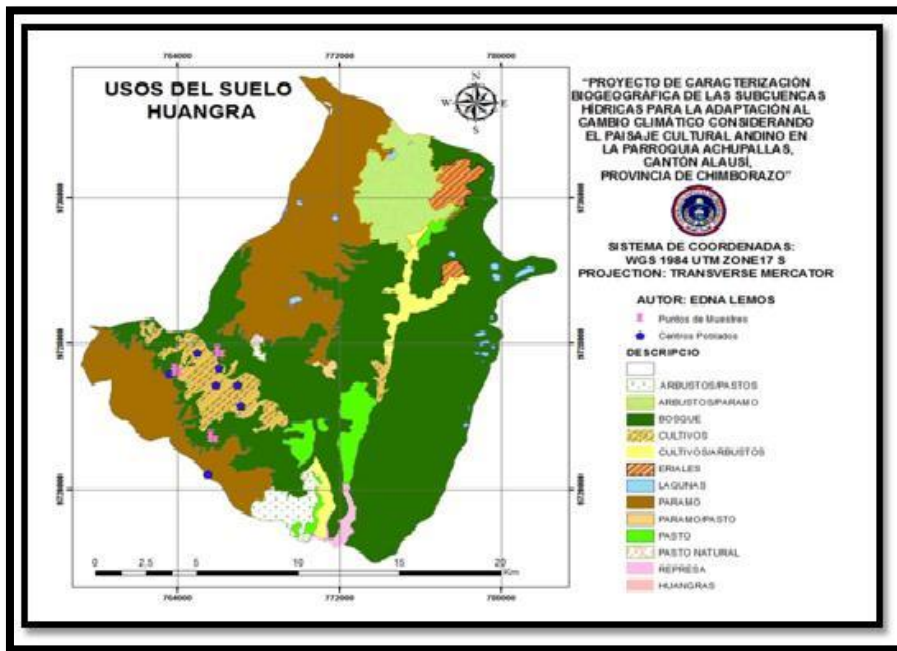 764000 772000 780000
USOS DEL SUELO
HUANGRA
N
W E
S
"PROYECTO DE CARACTERIZACIÓN
BIOGEOGRÁFICA DE LAS SUBCUENCAS
HÍDRICAS PARA LA ADAPTACIÓN AL
CAMBIO CLIMÁTICO CONSIDERANDO
EL PAISAJE CULTURAL ANDINO EN
LA PARROQUIA ACHUPALLAS,
CANTÓN ALAUSÍ,
PROVINCIA DE CHIMBORAZO"
SISTEMA DE COORDENADAS:
WGS 1984 UTM ZONE17 S
PROJECTION: TRANSVERSE MERCATOR
AUTOR: EDNA LEMOS
Puntos de Muestreo
Centros Poblados
DESCRIPCIO
ARBUSTOS/PASTOS
ARBUSTOS/PARAMO
BOSQUE
CULTIVOS
CULTIVOS/ARBUSTOS
ERIALES
LAGUNAS
PARAMO
PARAMO/PASTO
PASTO
PASTO NATURAL
REPRESA
HUANGRAS
0 2,5 5 10 15 20
Km
764000 772000 780000